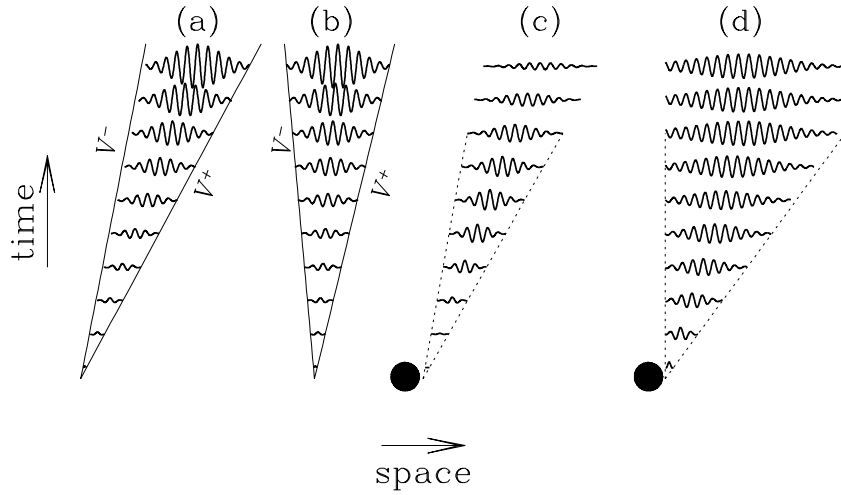 (a)
(b)
(c)
(d)
V-
V+
V-
V+
time
space